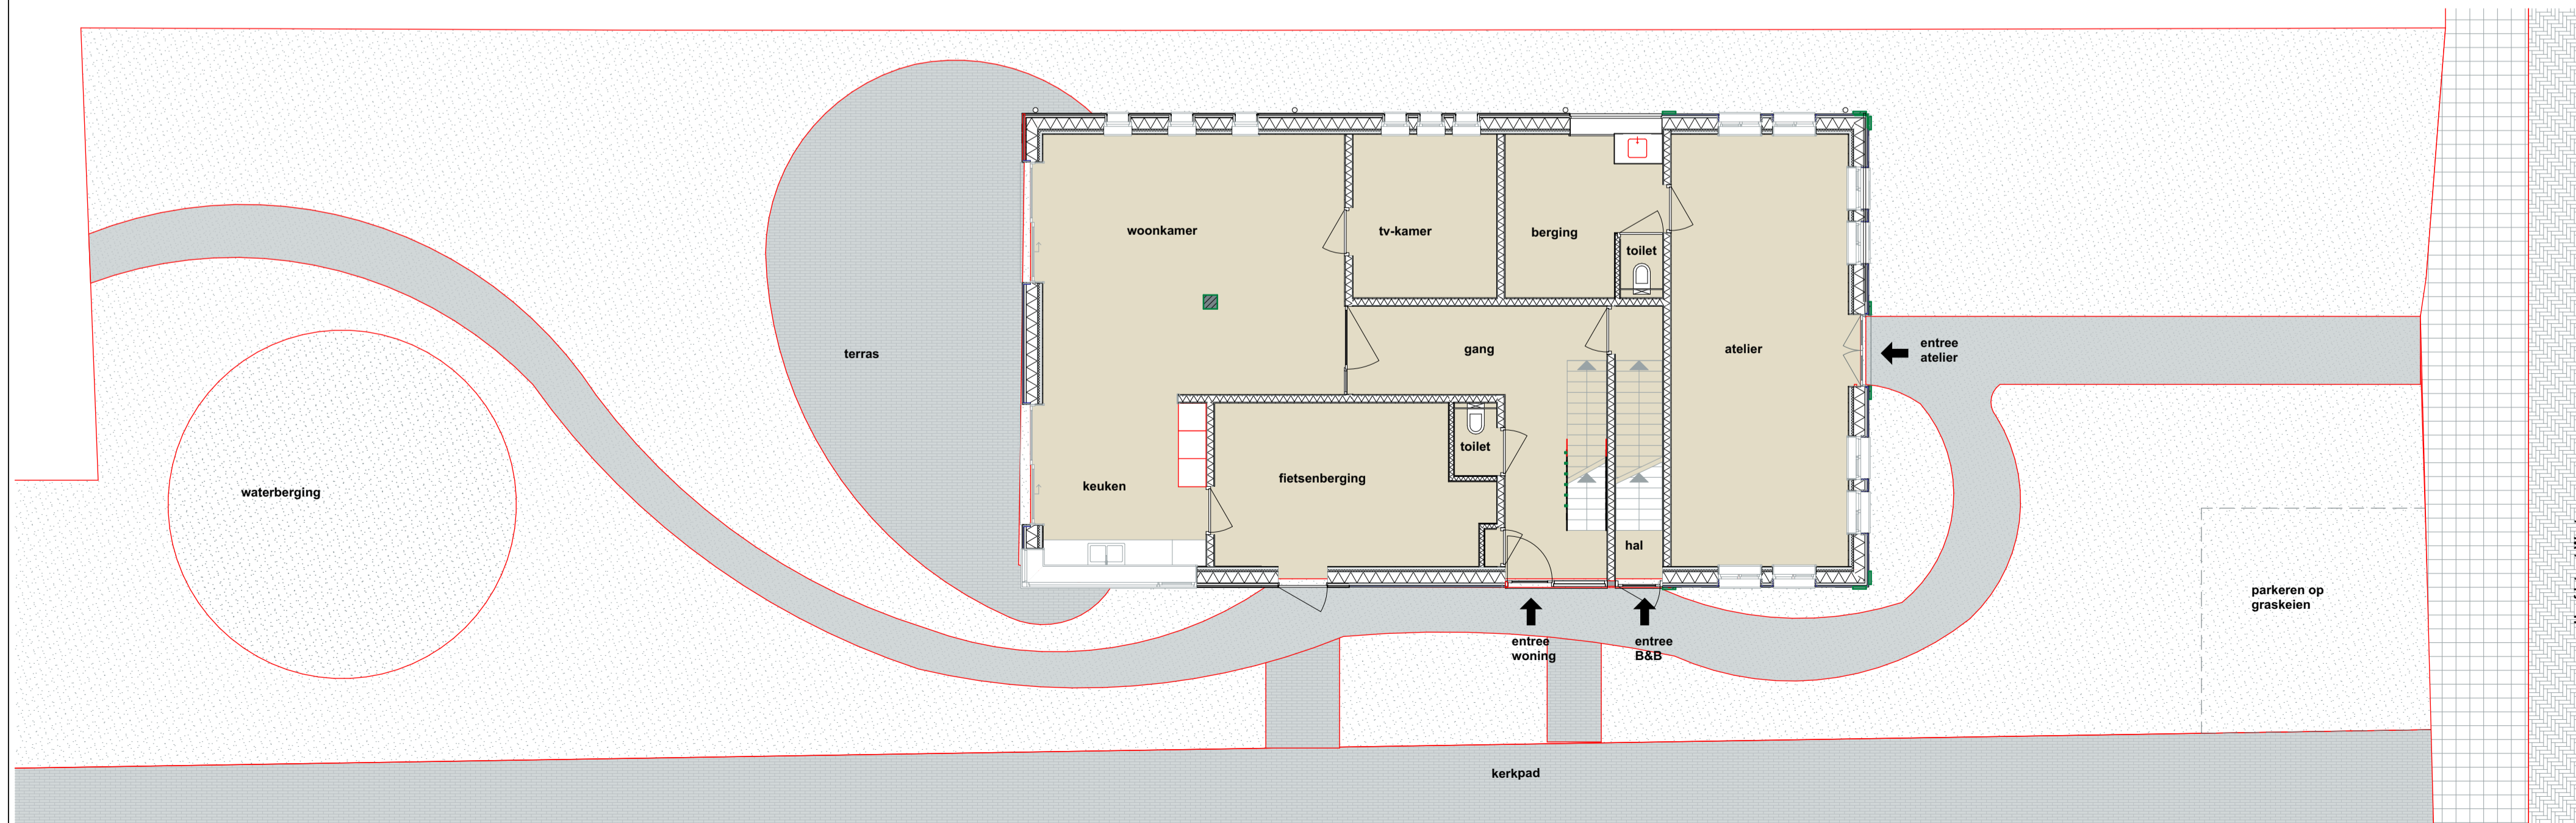 woonkamer
tv-kamer
berging
toilet
terras
gang
atelier
entree
atelier
toilet
fietsenberging
keuken
waterberging
hal
entree
woning
entree
B&B
parkeren op
graskeien
kerkpad